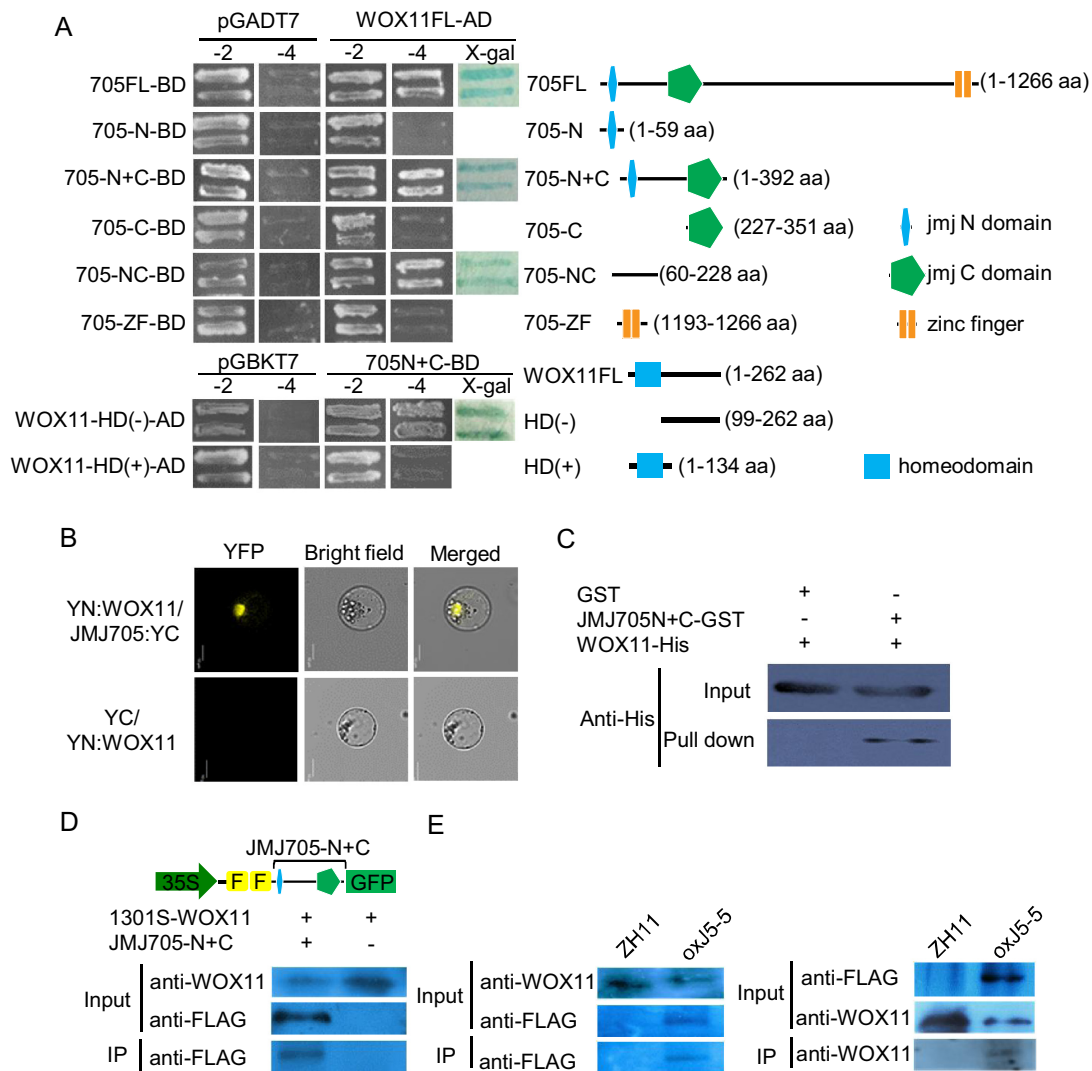 A
pGADT7 WOX11FL-AD
-2 -4 -2 -4 X-gal
705FL-BD
705-N-BD
705-N+C-BD
705-C-BD
705-NC-BD
705-ZF-BD
pGBKT7 705N+C-BD
-2 -4 -2 -4 X-gal
WOX11-HD(-)-AD
WOX11-HD(+)-AD
705FL (1-1266 aa)
705-N (1-59 aa)
705-N+C (1-392 aa)
705-C (227-351 aa)
705-NC (60-228 aa)
705-ZF (1193-1266 aa)
jmj N domain
jmj C domain
zinc finger
WOX11FL (1-262 aa)
HD(-) (99-262 aa)
HD(+) (1-134 aa)
homeodomain
B
YFP Bright field Merged
YN:WOX11/
JMJ705:YC
YC/
YN:WOX11
C
GST + -
JMJ705N+C-GST - +
WOX11-His + +
Anti-His
Input
Pull down
D
JMJ705-N+C
35S F F GFP
1301S-WOX11 + +
JMJ705-N+C + -
Input
anti-WOX11
anti-FLAG
IP anti-FLAG
E
ZH11 oxJ5-5
Input
anti-WOX11
anti-FLAG
IP anti-FLAG
ZH11 oxJ5-5
Input
anti-FLAG
anti-WOX11
IP anti-WOX11